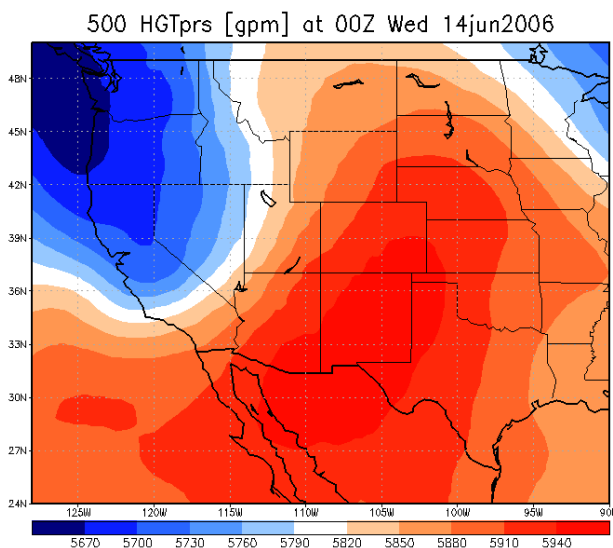 500 HGTprs [gpm] at 00Z Wed 14jun2006
48N
45N
42N
39N
36N
33N
30N
27N
24N
125W 120W 115W 110W 105W 100W 95W 90W
5670 5700 5730 5760 5790 5820 5850 5880 5910 5940